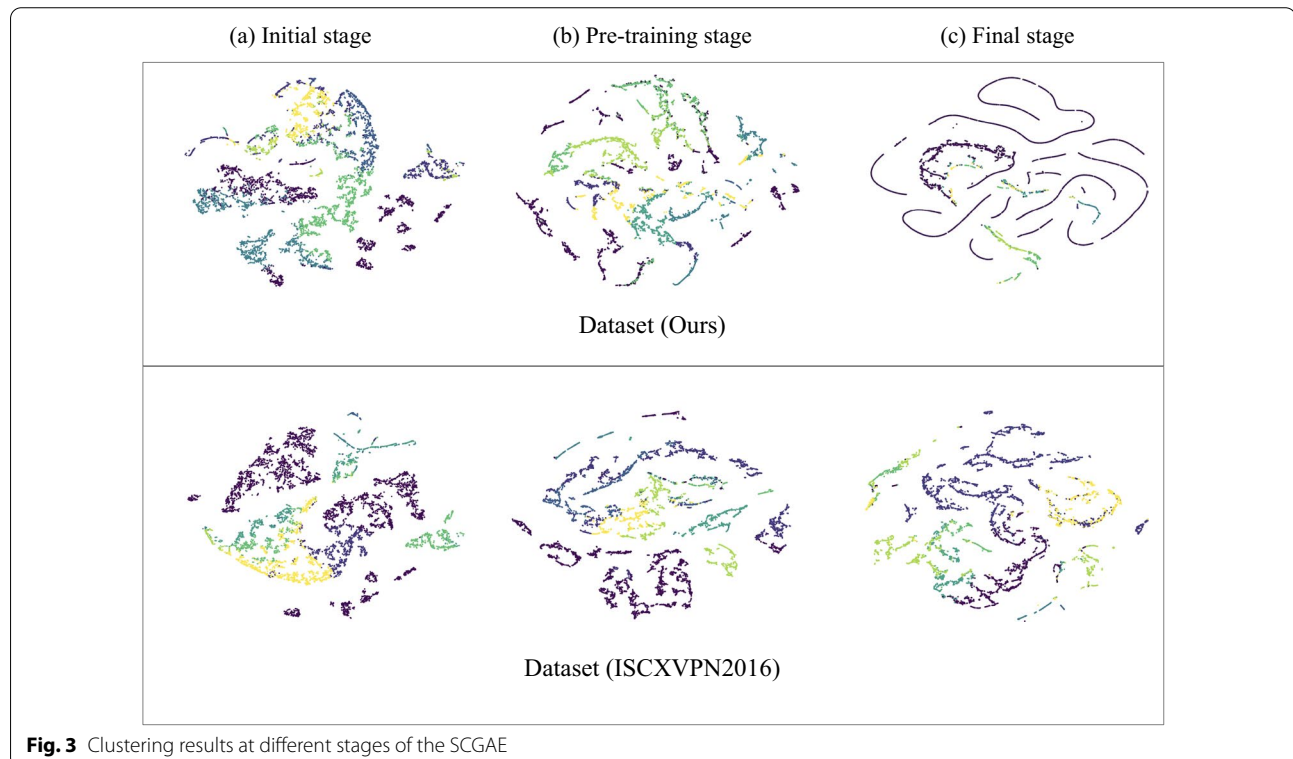 (a) Initial stage
(b) Pre-training stage
(c) Final stage
Dataset (Ours)
Dataset (ISCXVPN2016)
Fig. 3 Clustering results at different stages of the SCGAE